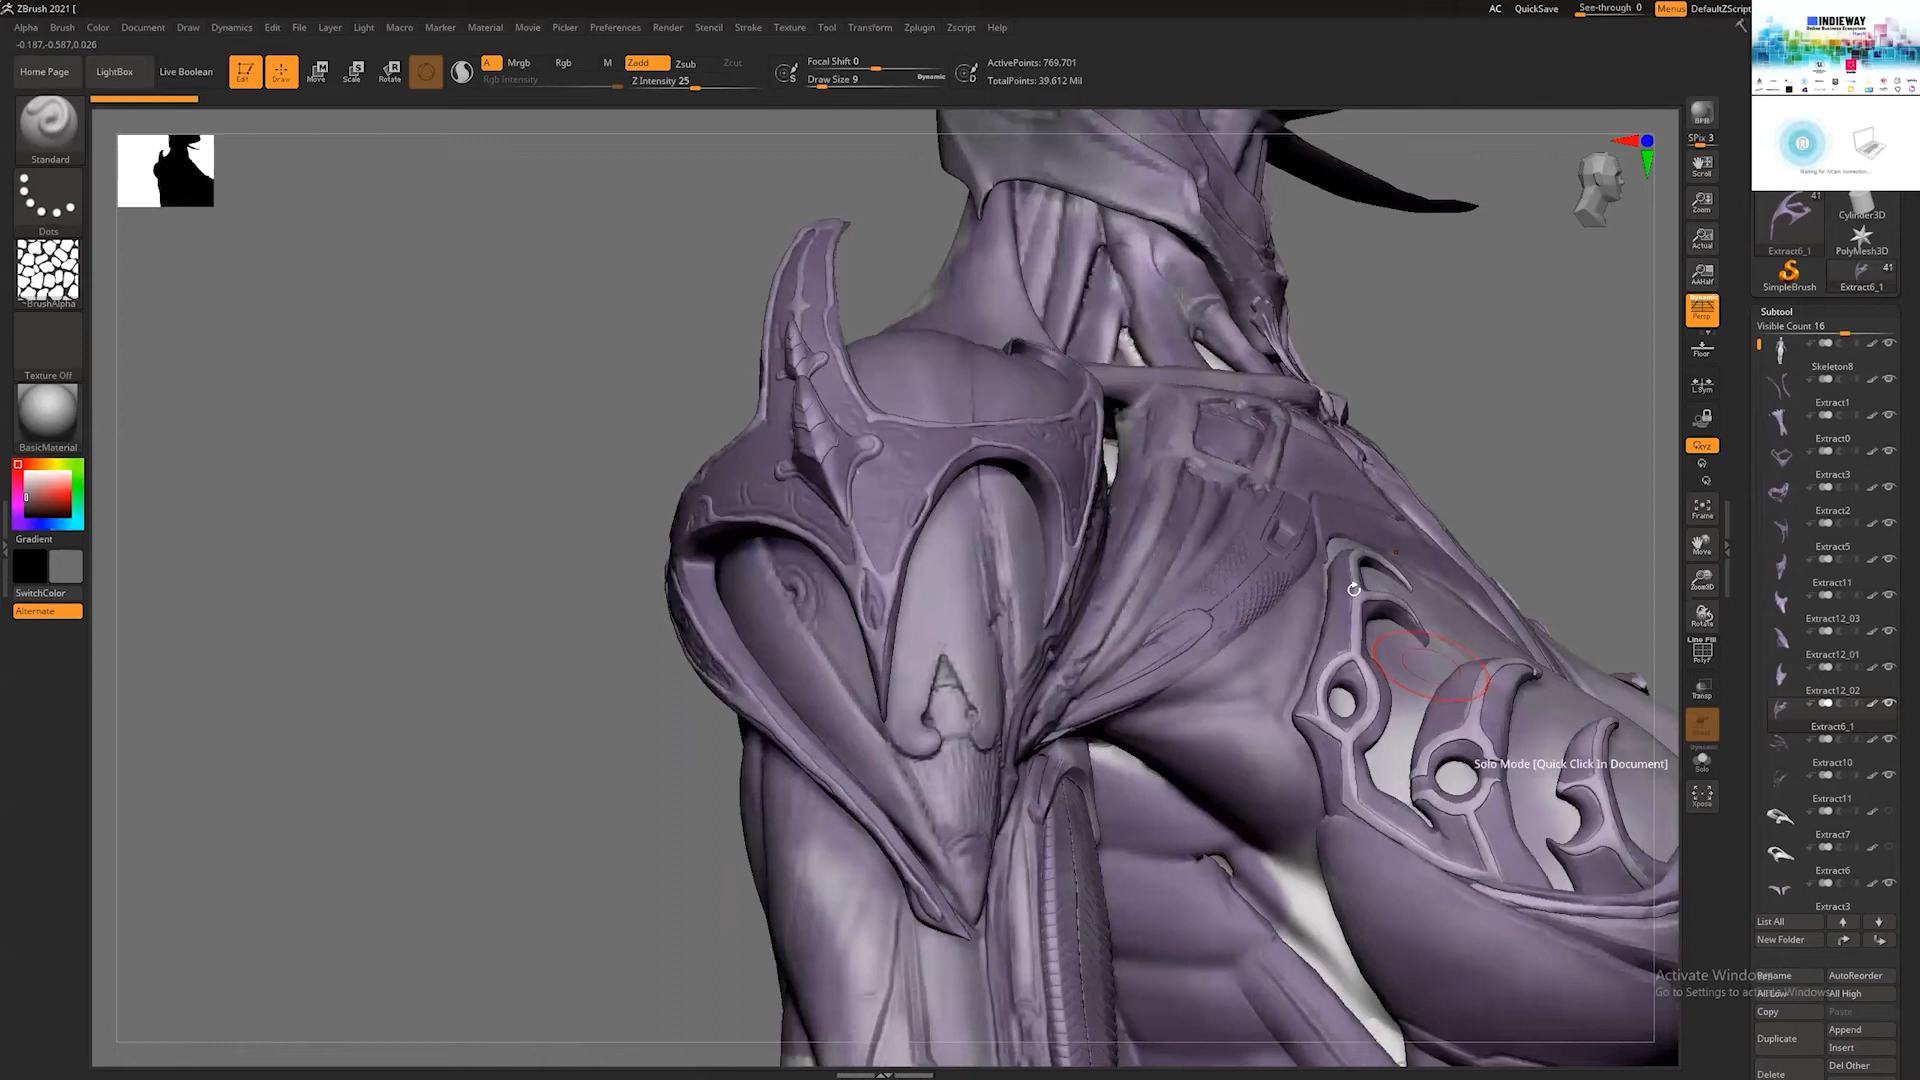 ZBrush 2021 [
AC QuickSave See-through 0 Menus DefaultZScript
Alpha Brush Color Document Draw Dynamics Edit File Layer Light Macro Marker Material Movie Picker Preferences Render Stencil Stroke Texture Tool Transform Zplugin Zscript Help
-0.187,-0.587,0.026
Home Page LightBox Live Boolean Edit Draw Move Scale Rotate
A Mrgb Rgb M Zadd Zsub Zcut
Rgb Intensity Z Intensity 25
Focal Shift 0
Draw Size 9 Dynamic
ActivePoints: 769,701
TotalPoints: 39.612 Mil
INDIEWAY
Online Business Ecosystem
Standard
Dots
~BrushAlpha
Texture Off
BasicMaterial
Gradient
SwitchColor
Alternate
BPR
SPix 3
Scroll
Zoom
Actual
AAHalf
Dynamic
Persp
Floor
L.Sym
XYZ
Frame
Move
Zoom3D
Rotate
Line Fill
PolyF
Transp
Dynamic
Solo
Xpose
Solo Mode [Quick Click In Document]
41
Extract6_1
Cylinder3D
PolyMesh3D
SimpleBrush
41
Extract6_1
Subtool
Visible Count 16
Skeleton8
Extract1
Extract0
Extract3
Extract2
Extract5
Extract11
Extract12_03
Extract12_01
Extract12_02
Extract6_1
Extract10
Extract11
Extract7
Extract6
Extract3
List All
New Folder
Rename AutoReorder
All Low All High
Copy Paste
Duplicate Append
Insert
Delete Del Other
Activate Windows
Go to Settings to activate Windows.